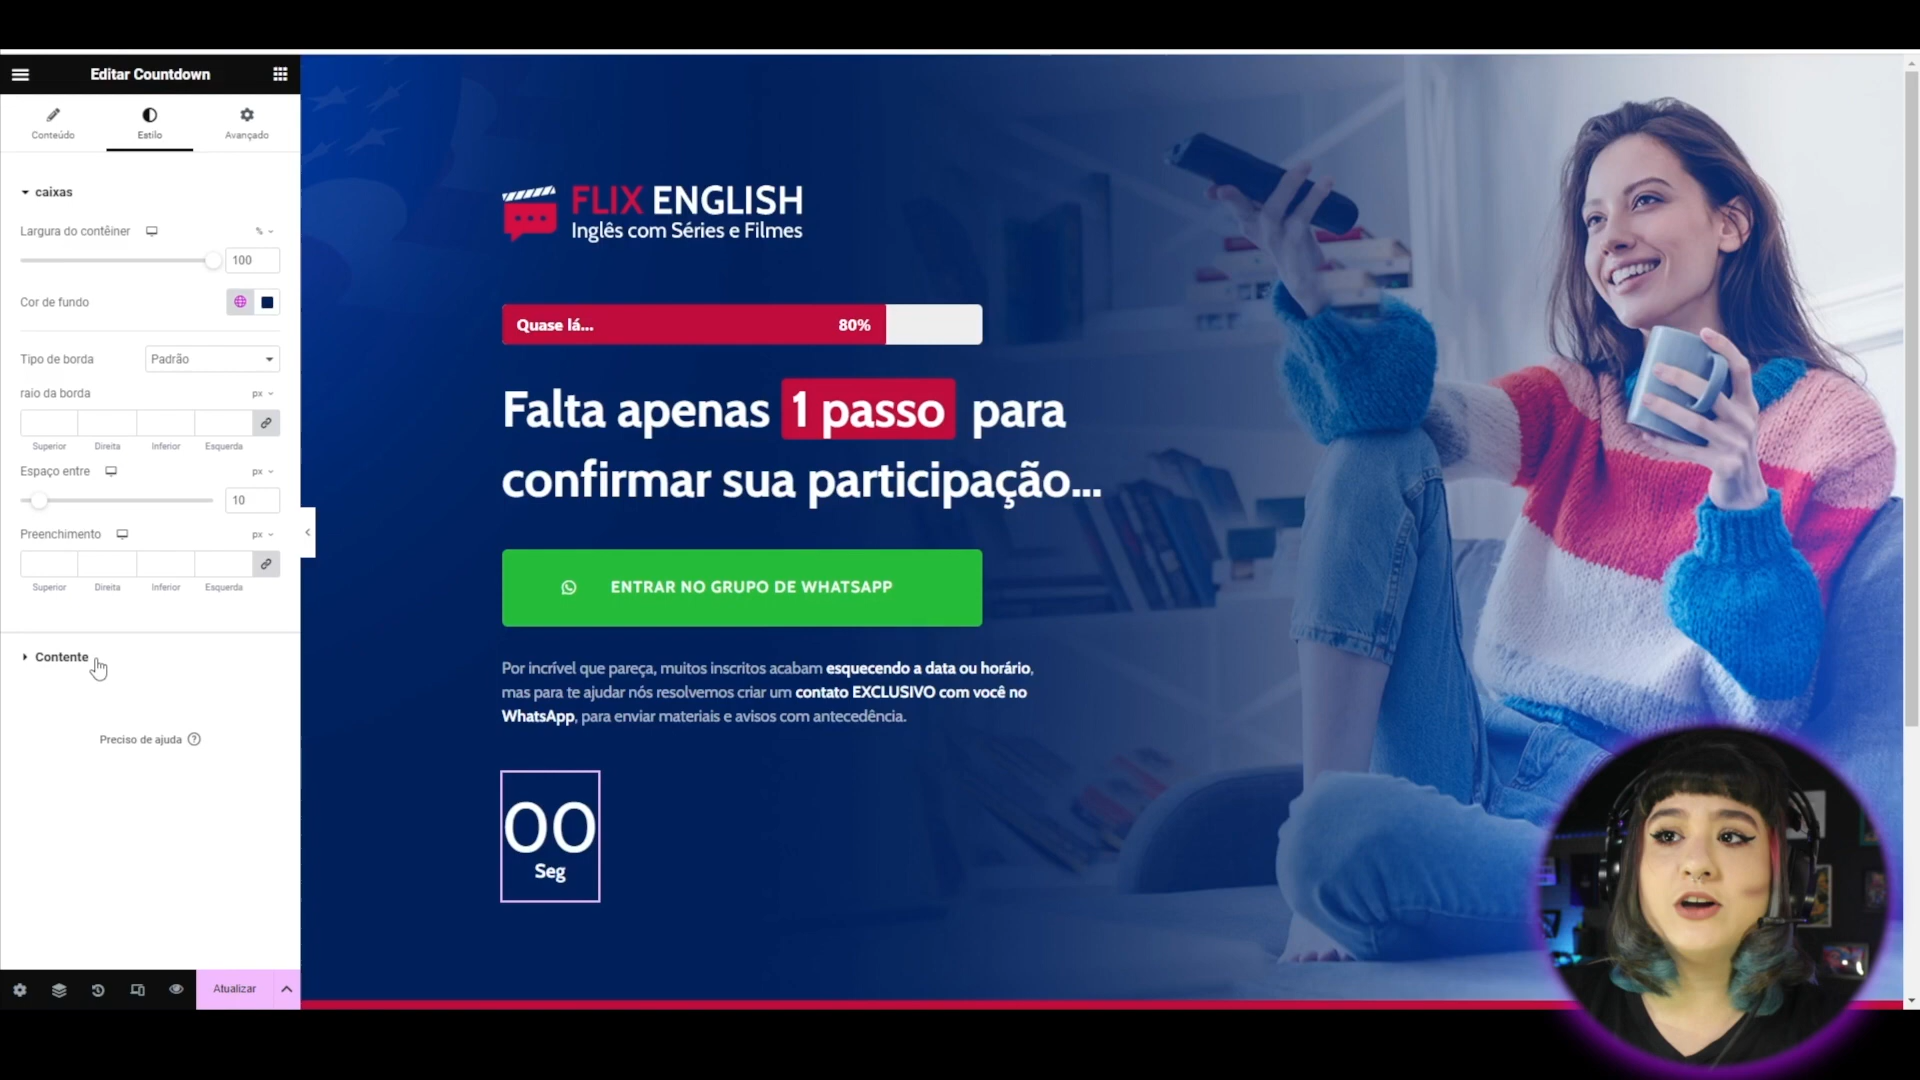 Editar Countdown
Conteúdo
Estilo
Avançado
caixas
Largura do contêiner
%
100
Cor de fundo
Tipo de borda
Padrão
raio da borda
px
Superior
Direita
Inferior
Esquerda
Espaço entre
px
10
Preenchimento
px
Superior
Direita
Inferior
Esquerda
Contente
Preciso de ajuda
Atualizar
FLIX ENGLISH
Inglês com Séries e Filmes
Quase lá...
80%
Falta apenas 1 passo para
confirmar sua participação...
ENTRAR NO GRUPO DE WHATSAPP
Por incrível que pareça, muitos inscritos acabam esquecendo a data ou horário,
mas para te ajudar nós resolvemos criar um contato EXCLUSIVO com você no
WhatsApp, para enviar materiais e avisos com antecedência.
00
Seg